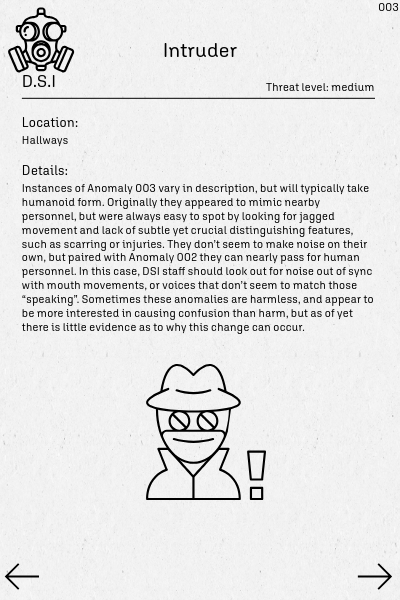 003
Intruder
D.S.I
Threat level: medium
Location:
Hallways
Details:
Instances of Anomaly 003 vary in description, but will typically take
humanoid form. Originally they appeared to mimic nearby
personnel, but were always easy to spot by looking for jagged
movement and lack of subtle yet crucial distinguishing features,
such as scarring or injuries. They don't seem to make noise on their
own, but paired with Anomaly 002 they can nearly pass for human
personnel. In this case, DSI staff should look out for noise out of sync
with mouth movements, or voices that don't seem to match those
“speaking”. Sometimes these anomalies are harmless, and appear to
be more interested in causing confusion than harm, but as of yet
there is little evidence as to why this change can occur.
!